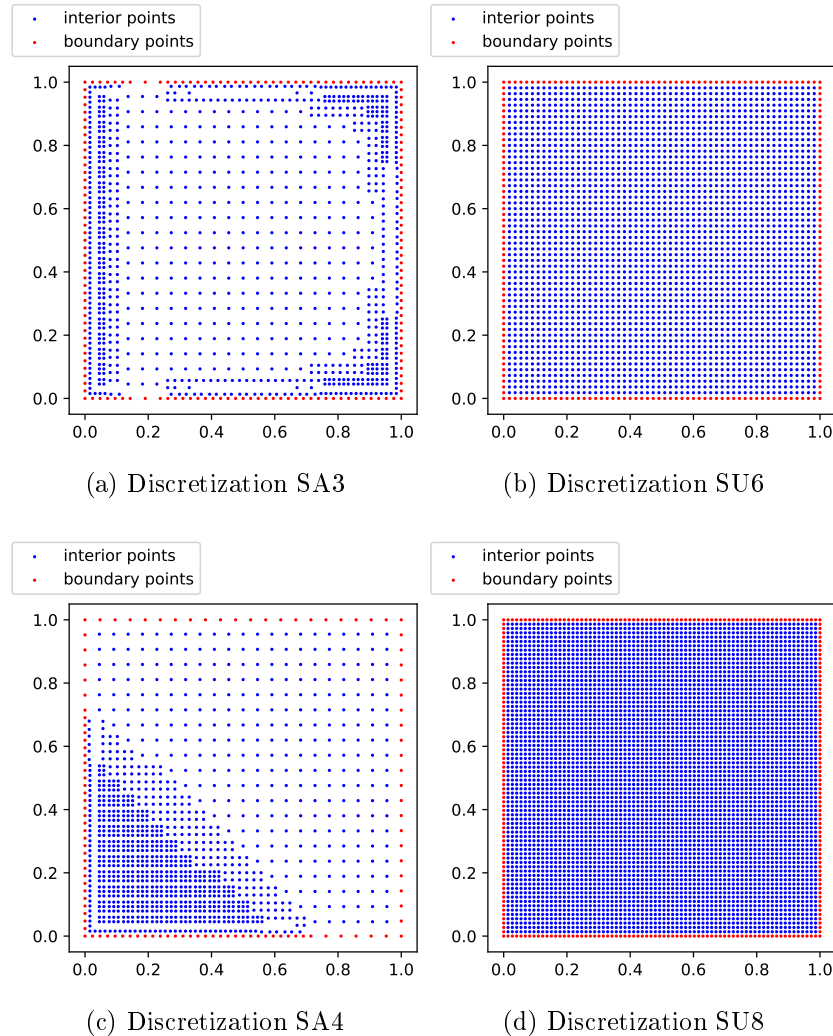 interior points
boundary points
interior points
boundary points
1.0
0.8
0.6
0.4
0.2
0.0
0.0 0.2 0.4 0.6 0.8 1.0
1.0
0.8
0.6
0.4
0.2
0.0
0.0 0.2 0.4 0.6 0.8 1.0
(a) Discretization SA3
(b) Discretization SU6
interior points
boundary points
interior points
boundary points
1.0
0.8
0.6
0.4
0.2
0.0
0.0 0.2 0.4 0.6 0.8 1.0
1.0
0.8
0.6
0.4
0.2
0.0
0.0 0.2 0.4 0.6 0.8 1.0
(c) Discretization SA4
(d) Discretization SU8